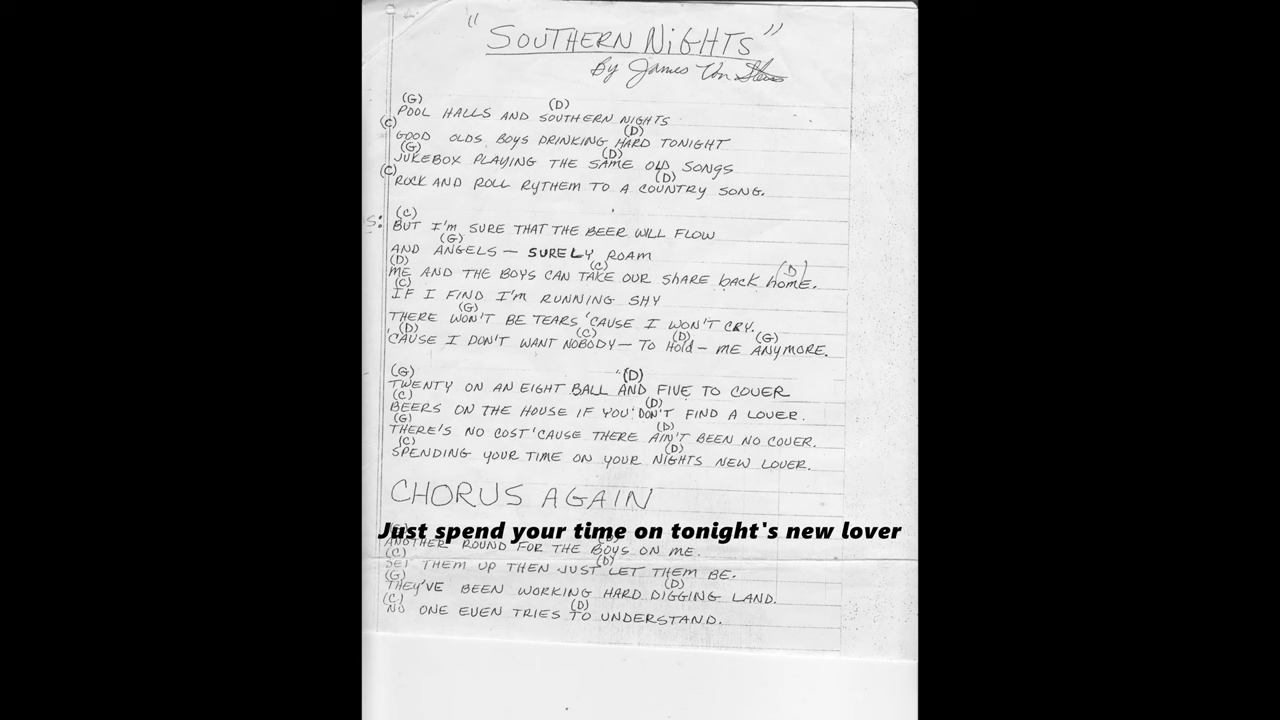 "SOUTHERN NIGHTS"
By James Von
(G) (D)
POOL HALLS AND SOUTHERN NIGHTS
(C) (D)
GOOD OLDS BOYS DRINKING HARD TONIGHT
(G) (D)
JUKEBOX PLAYING THE SAME OLD SONGS
(C) (D)
ROCK AND ROLL RYTHEM TO A COUNTRY SONG.
(C)
S: BUT I'M SURE THAT THE BEER WILL FLOW
(G)
AND ANGELS — SURELY ROAM
(D) (C) (D)
ME AND THE BOYS CAN TAKE OUR SHARE back home.
(C)
IF I FIND I'M RUNNING SHY
(G)
THERE WON'T BE TEARS 'CAUSE I WON'T CRY.
(D) (C) (D) (G)
'CAUSE I DON'T WANT NOBODY — TO Hold — ME ANYMORE.
(G) (D)
TWENTY ON AN EIGHT BALL AND FIVE TO COVER
(C) (D)
BEERS ON THE HOUSE IF YOU DON'T FIND A LOVER.
(G) (D)
THERE'S NO COST 'CAUSE THERE AIN'T BEEN NO COVER.
(C) (D)
SPENDING YOUR TIME ON YOUR NIGHTS NEW LOVER.
CHORUS AGAIN
Just spend your time on tonight's new lover
(G) (D)
ANOTHER ROUND FOR THE BOYS ON ME.
(C) (D)
SET THEM UP THEN JUST LET THEM BE.
(G) (D)
THEY'VE BEEN WORKING HARD DIGGING LAND.
(C) (D)
NO ONE EVEN TRIES TO UNDERSTAND.